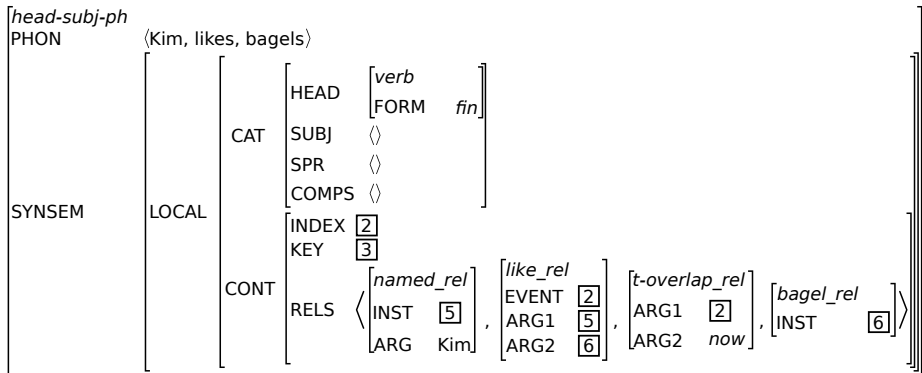 head-subj-ph
PHON ⟨Kim, likes, bagels⟩
SYNSEM LOCAL CAT HEAD verb
FORM fin
SUBJ ⟨⟩
SPR ⟨⟩
COMPS ⟨⟩
CONT INDEX 2
KEY 3
RELS ⟨ named_rel
INST 5
ARG Kim ,
like_rel
EVENT 2
ARG1 5
ARG2 6 ,
t-overlap_rel
ARG1 2
ARG2 now ,
bagel_rel
INST 6 ⟩